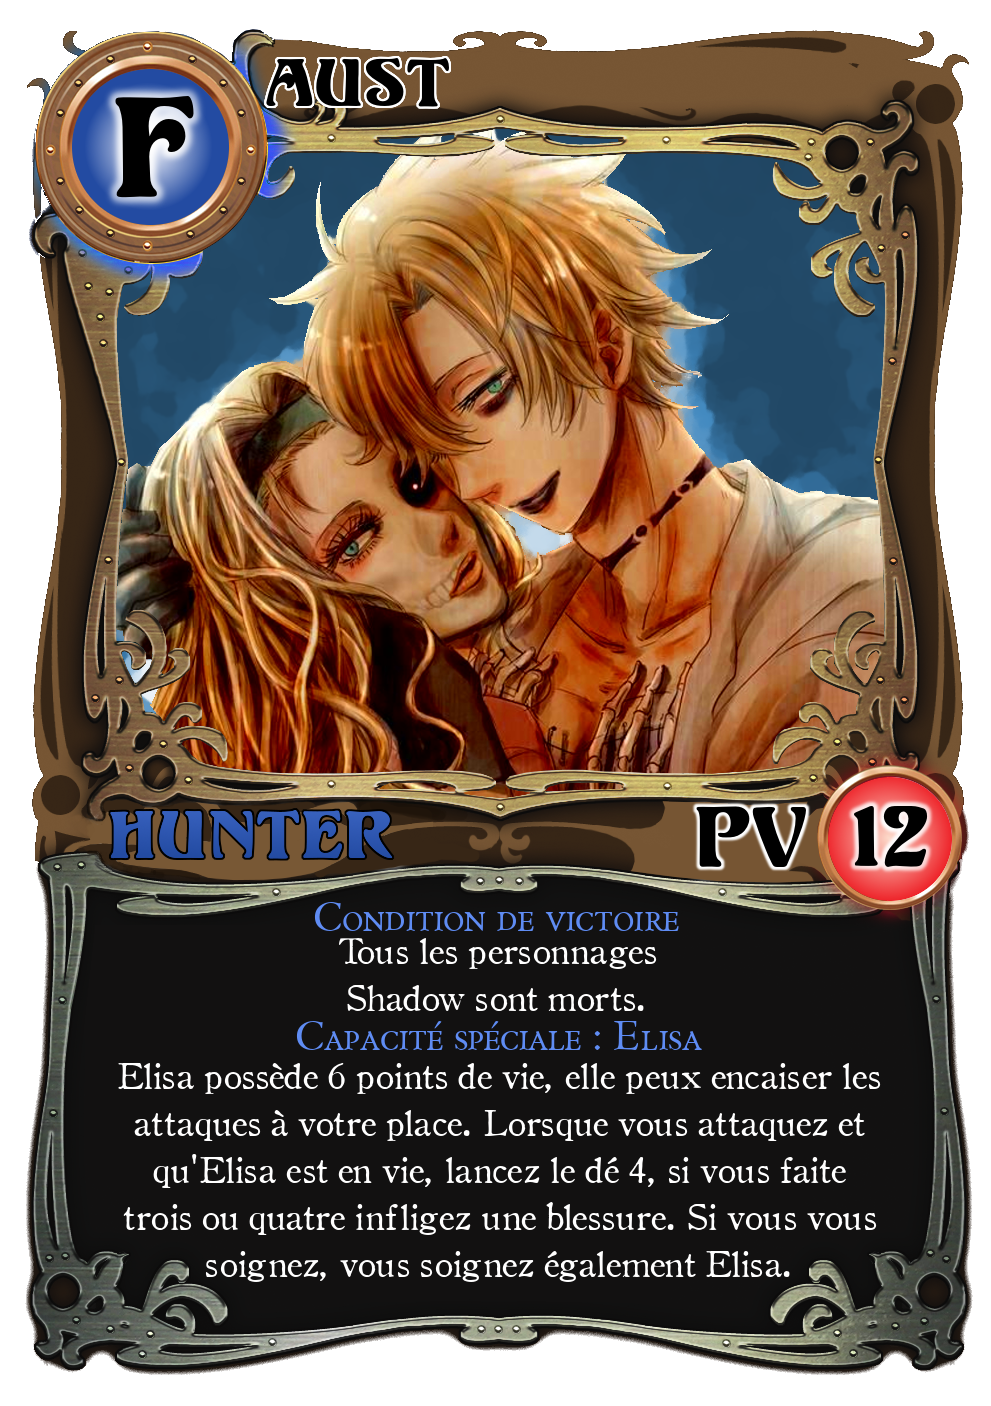 FAUST
HUNTER
PV 12
Condition de victoire
Tous les personnages
Shadow sont morts.
Capacité spéciale : Elisa
Elisa possède 6 points de vie, elle peux encaiser les
attaques à votre place. Lorsque vous attaquez et
qu'Elisa est en vie, lancez le dé 4, si vous faite
trois ou quatre infligez une blessure. Si vous vous
soignez, vous soignez également Elisa.